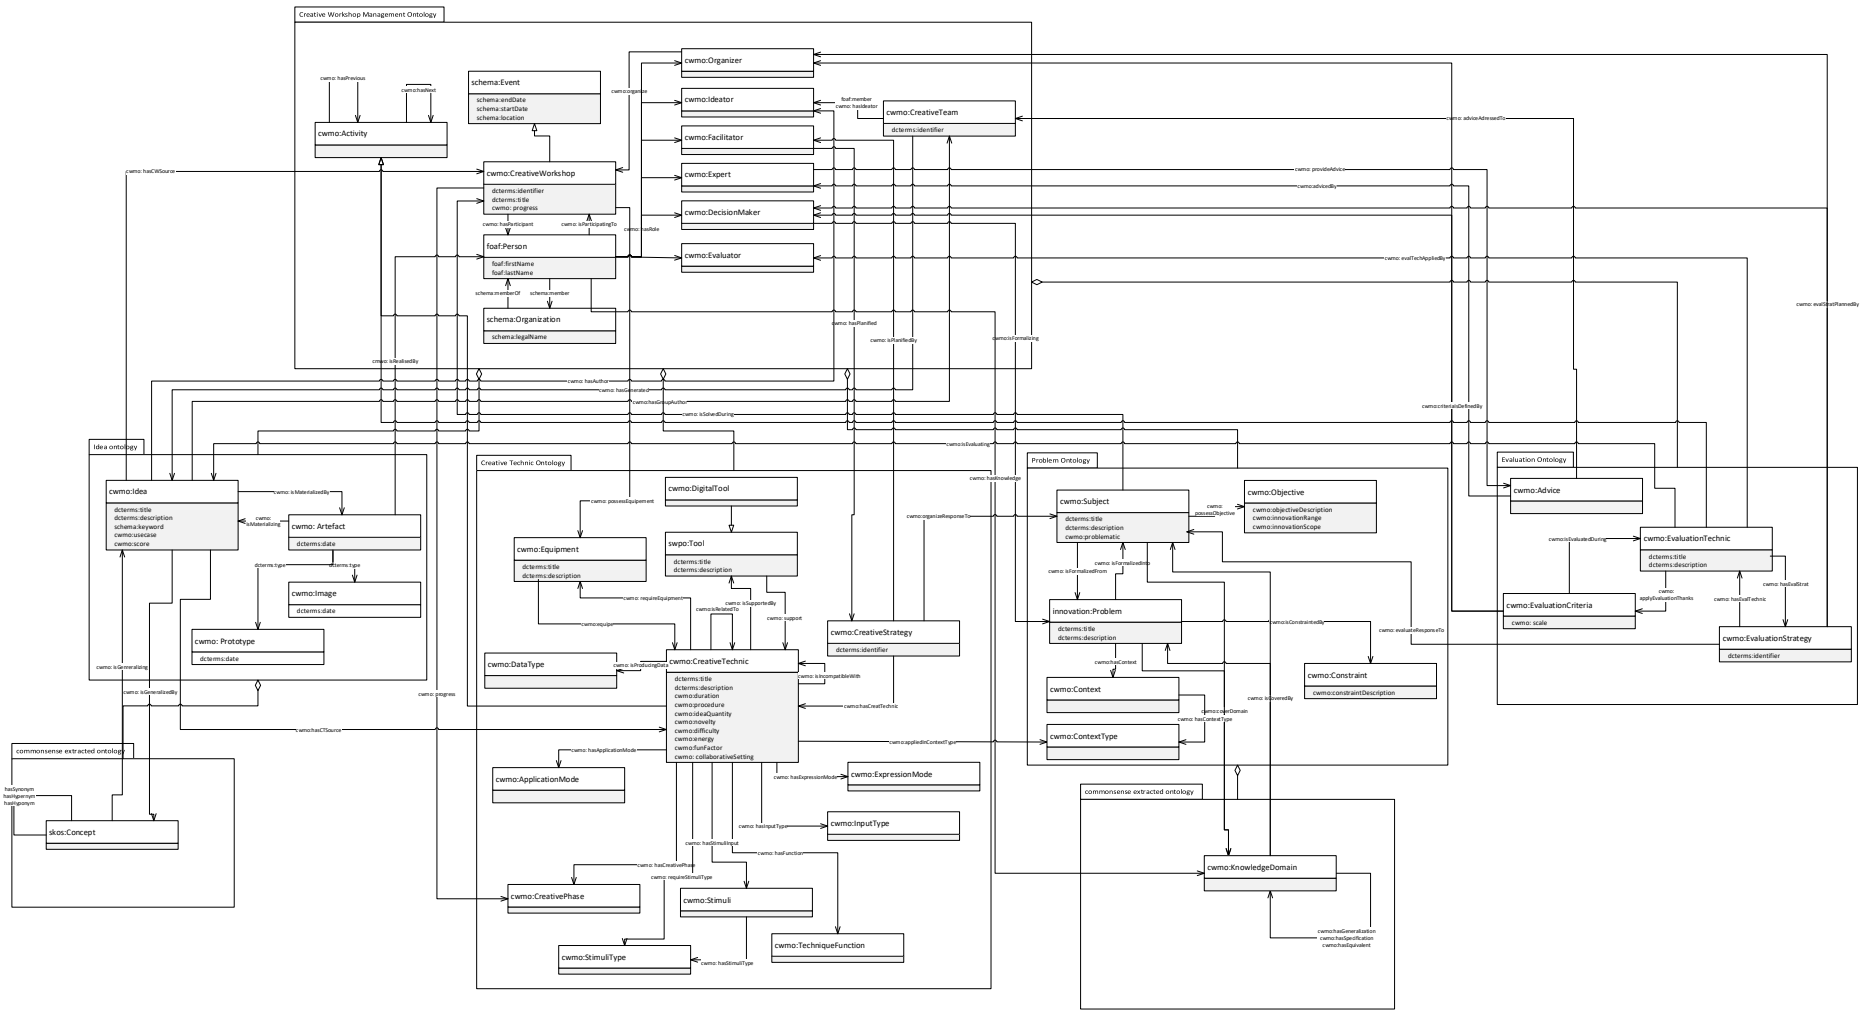 Creative Workshop Management Ontology
cwmo: hasPrevious
cwmo:hasNext
cwmo:Activity
schema:Event
schema:endDate
schema:startDate
schema:location
cwmo:organize
cwmo:Organizer
cwmo:Ideator
cwmo:Facilitator
cwmo:Expert
cwmo:DecisionMaker
cwmo:Evaluator
foaf:member
cwmo: hasIdeator
cwmo:CreativeTeam
dcterms:identifier
cwmo: adviceAdressedTo
cwmo: provideAdvice
cwmo:advicedBy
cwmo: hasCWSource
cwmo:CreativeWorkshop
dcterms:identifier
dcterms:title
cwmo: progress
cwmo: hasParticipant
cwmo: isParticipatingTo
cwmo: hasRole
foaf:Person
foaf:firstName
foaf:lastName
schema:memberOf
schema:member
schema:Organization
schema:legalName
cwmo: evalTechAppliedBy
cwmo: evalStratPlannedBy
cwmo: hasPlanified
cwmo: isPlanifiedBy
cwmo:isFormalizing
cmwo: isRealisedBy
cwmo: hasAuthor
cwmo: hasGenerated
cwmo:hasGroupAuthor
cwmo: isSolvedDuring
cwmo:criteriaIsDefinedBy
cwmo:isEvaluating
cwmo: hasKnowledge
Idea ontology
cwmo:Idea
dcterms:title
dcterms:description
schema:keyword
cwmo:usecase
cwmo:score
cwmo: isMaterializedBy
cwmo:
isMaterializing
cwmo: Artefact
dcterms:date
dcterms:type
dcterms:type
cwmo:Image
dcterms:date
cwmo: Prototype
dcterms:date
cwmo: isGenneralizing
cwmo: isGeneralizedBy
cwmo:hasCTSource
cwmo: progress
Creative Technic Ontology
cwmo: possessEquipement
cwmo:DigitalTool
cwmo:Equipment
dcterms:title
dcterms:description
swpo:Tool
dcterms:title
dcterms:description
cwmo: requireEquipment
cwmo:isRelatedTo
cwmo:isSupportedBy
cwmo: support
cwmo:equipe
cwmo:DataType
cwmo: isProducingData
cwmo:CreativeTechnic
dcterms:title
dcterms:description
cwmo:duration
cwmo:procedure
cwmo:ideaQuantity
cwmo:novelty
cwmo:difficulty
cwmo:energy
cwmo:funFactor
cwmo: collaborativeSetting
cwmo:isIncompatibleWith
cwmo:CreativeStrategy
dcterms:identifier
cwmo:organizeResponseTo
cwmo:hasCreatTechnic
cwmo:appliedInContextType
cwmo: hasApplicationMode
cwmo:ApplicationMode
cwmo: hasExpressionMode
cwmo:ExpressionMode
cwmo: hasInputType
cwmo:InputType
cwmo: hasStimuliInput
cwmo: hasFunction
cwmo: hasCreativePhase
cwmo: requireStimuliType
cwmo:CreativePhase
cwmo:Stimuli
cwmo:StimuliType
cwmo: hasStimuliType
cwmo:TechniqueFunction
Problem Ontology
cwmo:Subject
dcterms:title
dcterms:description
cwmo: problematic
cwmo:
possesObjective
cwmo:Objective
cwmo:objectiveDescription
cwmo:innovationRange
cwmo:innovationScope
cwmo: isFormalizedFrom
cwmo: isFormalizedInto
innovation:Problem
dcterms:title
dcterms:description
cwmo:isConstraintedBy
cwmo:hasContext
cwmo:Context
cwmo:ContextType
cwmo:coverDomain
cwmo: hasContextType
cwmo: isCoveredBy
cwmo:Constraint
cwmo:constraintDescription
cwmo: evaluateResponseTo
Evaluation Ontology
cwmo:Advice
cwmo:isEvaluatedDuring
cwmo:EvaluationTechnic
dcterms:title
dcterms:description
cwmo:
applyEvaluationThanks
cwmo: hasEvalStrat
cwmo: hasEvalTechnic
cwmo:EvaluationCriteria
cwmo: scale
cwmo:EvaluationStrategy
dcterms:identifier
commonsense extracted ontology
hasSynonym
hasHypernym
hasHyponym
skos:Concept
commonsense extracted ontology
cwmo:KnowledgeDomain
cwmo:hasGeneralization
cwmo:hasSpecification
cwmo:hasEquivalent